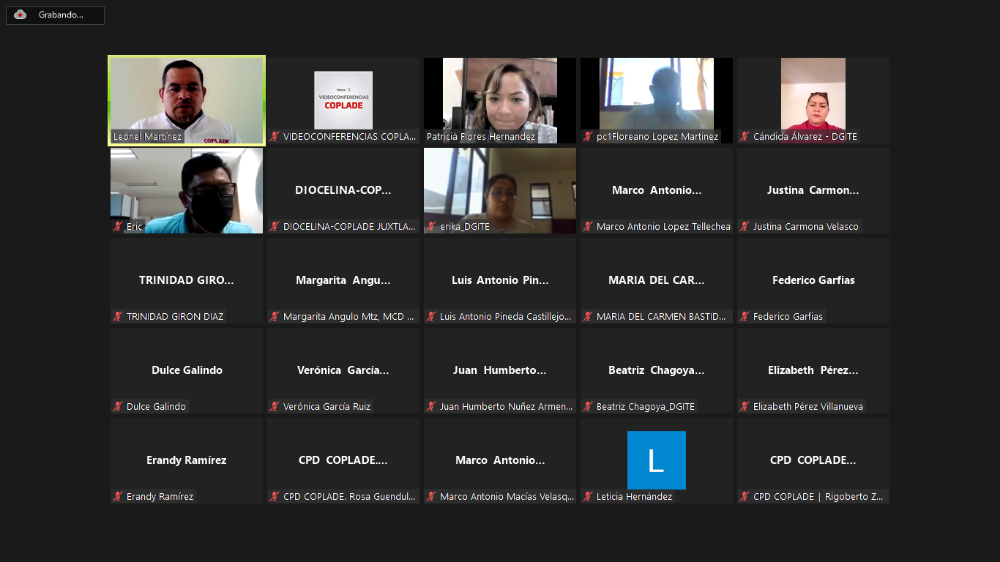 Grabando...
COPLADE
Leonel Martínez
VIDEOCONFERENCIAS
COPLADE
VIDEOCONFERENCIAS COPLA...
Patricia Flores Hernandez
pc1Floreano Lopez Martinez
Cándida Álvarez - DGITE
Eric
DIOCELINA-COP...
DIOCELINA-COPLADE JUXTLA...
erika_DGITE
Marco Antonio...
Marco Antonio Lopez Tellechea
Justina Carmon...
Justina Carmona Velasco
TRINIDAD GIRO...
TRINIDAD GIRON DIAZ
Margarita Angu...
Margarita Angulo Mtz, MCD ...
Luis Antonio Pin...
Luis Antonio Pineda Castillejo...
MARIA DEL CAR...
MARIA DEL CARMEN BASTID...
Federico Garfias
Federico Garfias
Dulce Galindo
Dulce Galindo
Verónica García...
Verónica García Ruiz
Juan Humberto...
Juan Humberto Nuñez Armen...
Beatriz Chagoya...
Beatriz Chagoya_DGITE
Elizabeth Pérez...
Elizabeth Pérez Villanueva
Erandy Ramírez
Erandy Ramírez
CPD COPLADE....
CPD COPLADE. Rosa Guendul...
Marco Antonio...
Marco Antonio Macías Velasq...
L
Leticia Hernández
CPD COPLADE...
CPD COPLADE | Rigoberto Z...